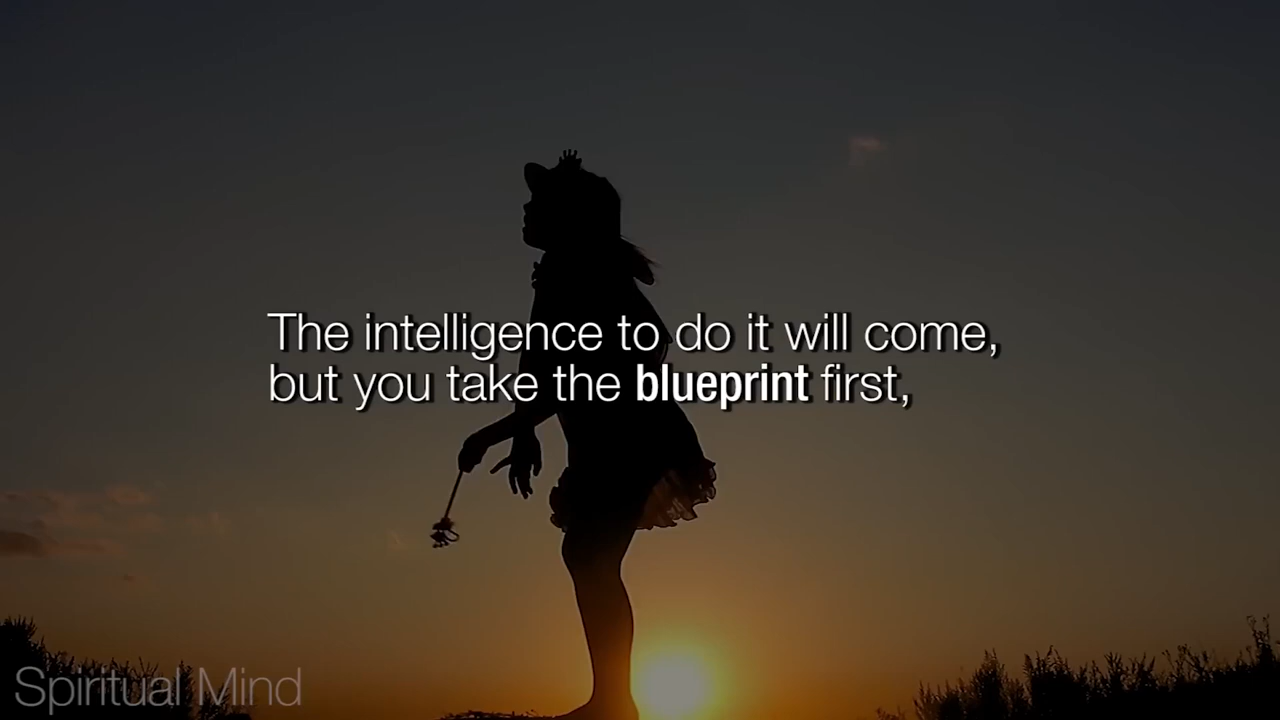 The intelligence to do it will come,
but you take the blueprint first,
Spiritual Mind